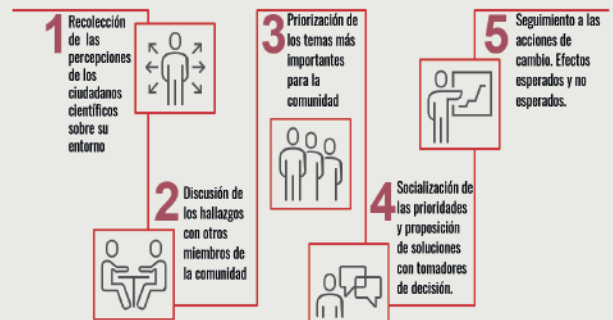 1
Recolección
de las
percepciones
de los
ciudadanos
científicos
sobre su
entorno
2
Discusión de
los hallazgos
con otros
miembros de
la comunidad
3
Priorización de
los temas más
importantes
para la
comunidad
4
Socialización de
las prioridades
y proposición
de soluciones
con tomadores
de decisión.
5
Seguimiento a las
acciones de
cambio. Efectos
esperados y no
esperados.